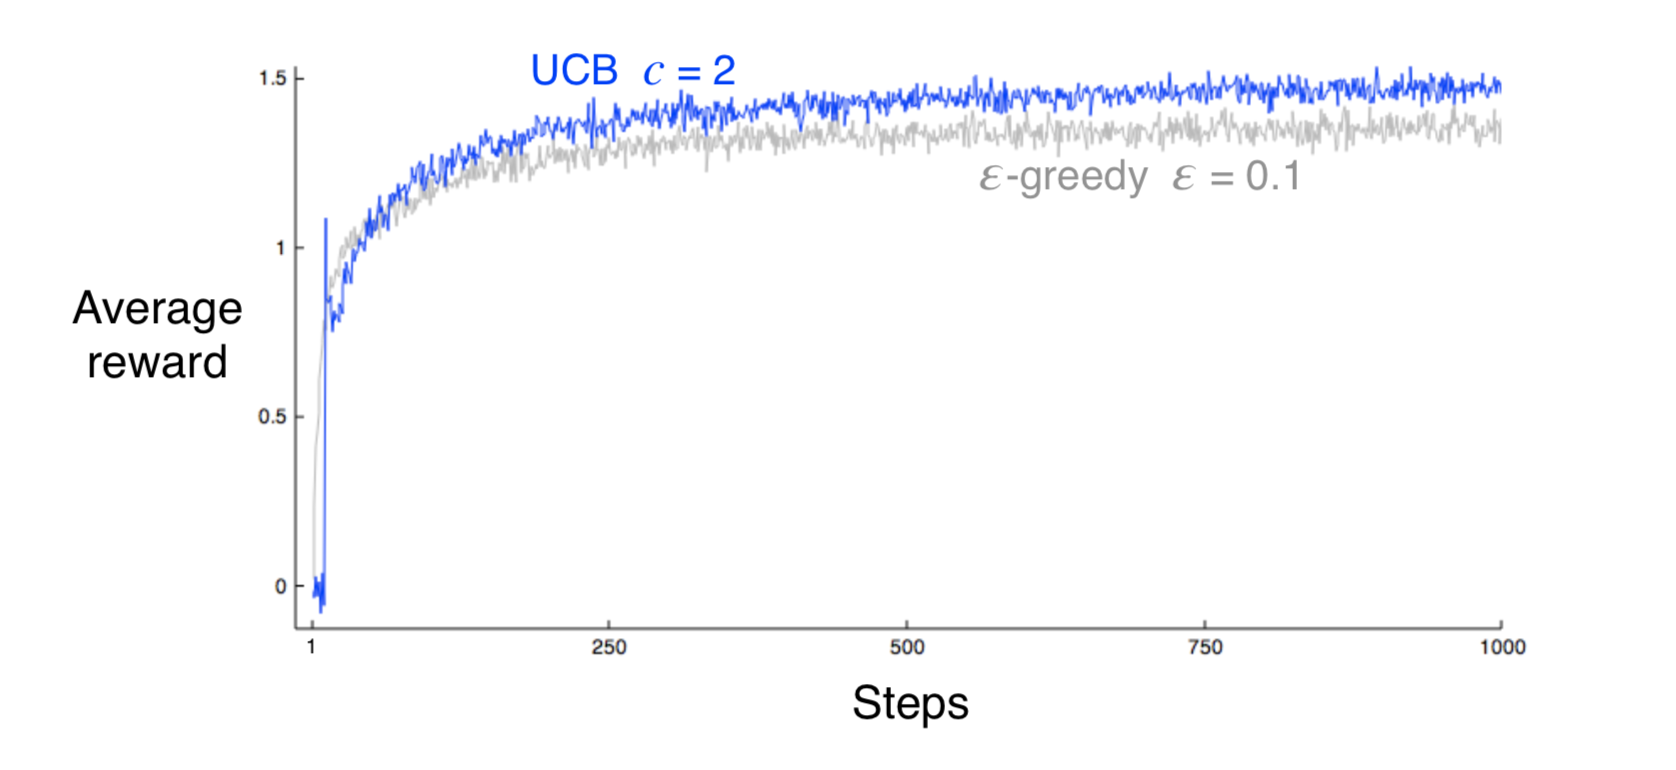 UCB c = 2
1.5
ε-greedy ε = 0.1
1
Average
reward
0.5
0
1 250 500 750 1000
Steps